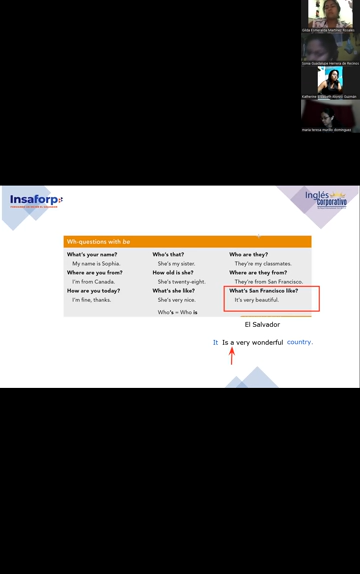 Katherine Elizabeth Alonzo Guzman
Insaforp
Inglés
Corporativo
Wh-questions with be
What's your name?
My name is Sophia.
Where are you from?
I'm from Canada.
How are you today?
I'm fine, thanks.
Who's that?
She's my sister.
How old is she?
She's twenty-eight.
What's she like?
She's very nice.
Who's = Who is
Who are they?
They're my classmates.
Where are they from?
They're from San Francisco.
What's San Francisco like?
It's very beautiful.
El Salvador
It Is a very wonderful country.